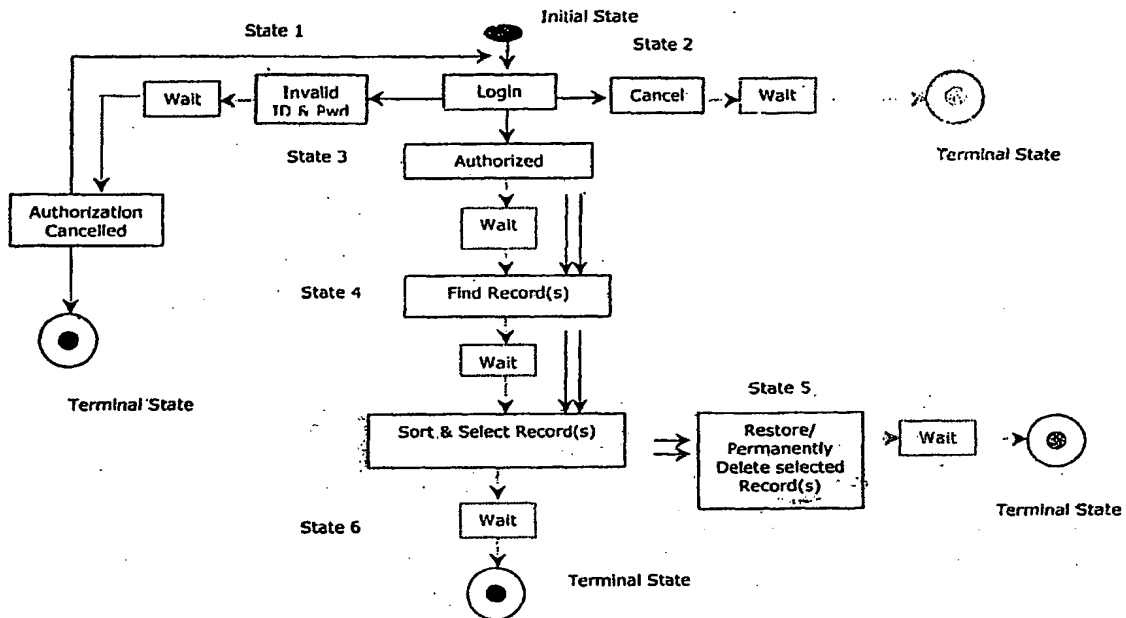 Initial State
State 1
State 2
Wait
Invalid
ID & Pwd
Login
Cancel
Wait
State 3
Authorized
Terminal State
Authorization
Cancelled
Wait
State 4
Find Record(s)
Wait
Terminal State
State 5
Sort & Select Record(s)
Restore/
Permanently
Delete selected
Record(s)
Wait
Wait
Terminal State
State 6
Terminal State